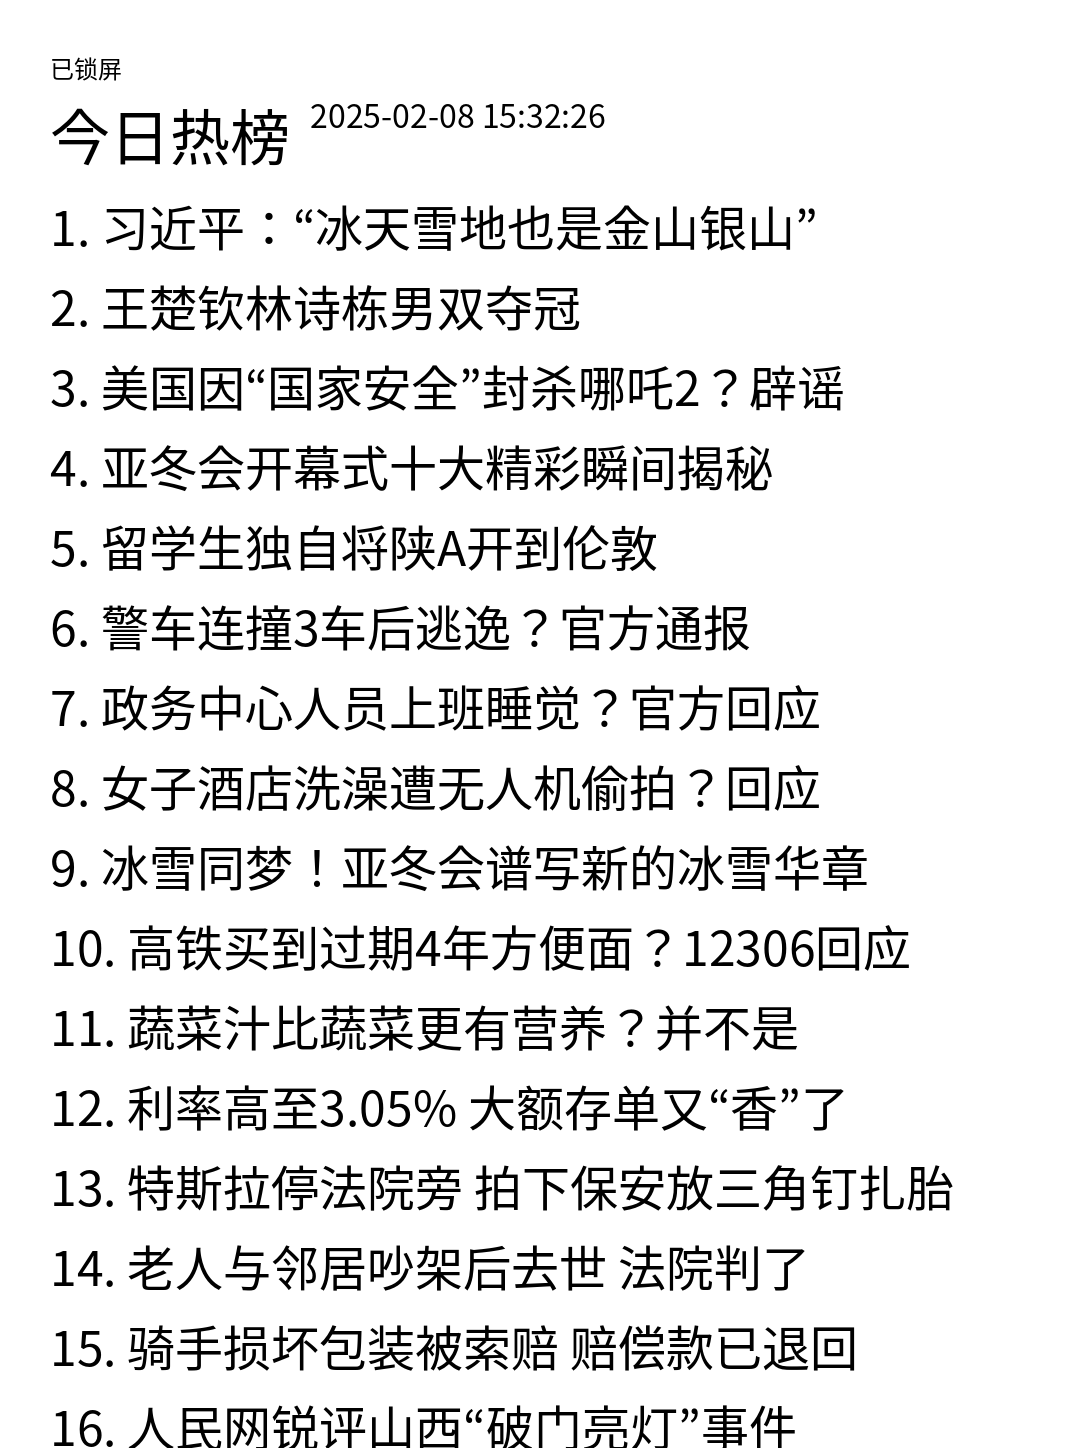 已锁屏
今日热榜 2025-02-08 15:32:26
1. 习近平：“冰天雪地也是金山银山”
2. 王楚钦林诗栋男双夺冠
3. 美国因“国家安全”封杀哪吒2？辟谣
4. 亚冬会开幕式十大精彩瞬间揭秘
5. 留学生独自将陕A开到伦敦
6. 警车连撞3车后逃逸？官方通报
7. 政务中心人员上班睡觉？官方回应
8. 女子酒店洗澡遭无人机偷拍？回应
9. 冰雪同梦！亚冬会谱写新的冰雪华章
10. 高铁买到过期4年方便面？12306回应
11. 蔬菜汁比蔬菜更有营养？并不是
12. 利率高至3.05% 大额存单又“香”了
13. 特斯拉停法院旁 拍下保安放三角钉扎胎
14. 老人与邻居吵架后去世 法院判了
15. 骑手损坏包装被索赔 赔偿款已退回
16. 人民网锐评山西“破门亮灯”事件